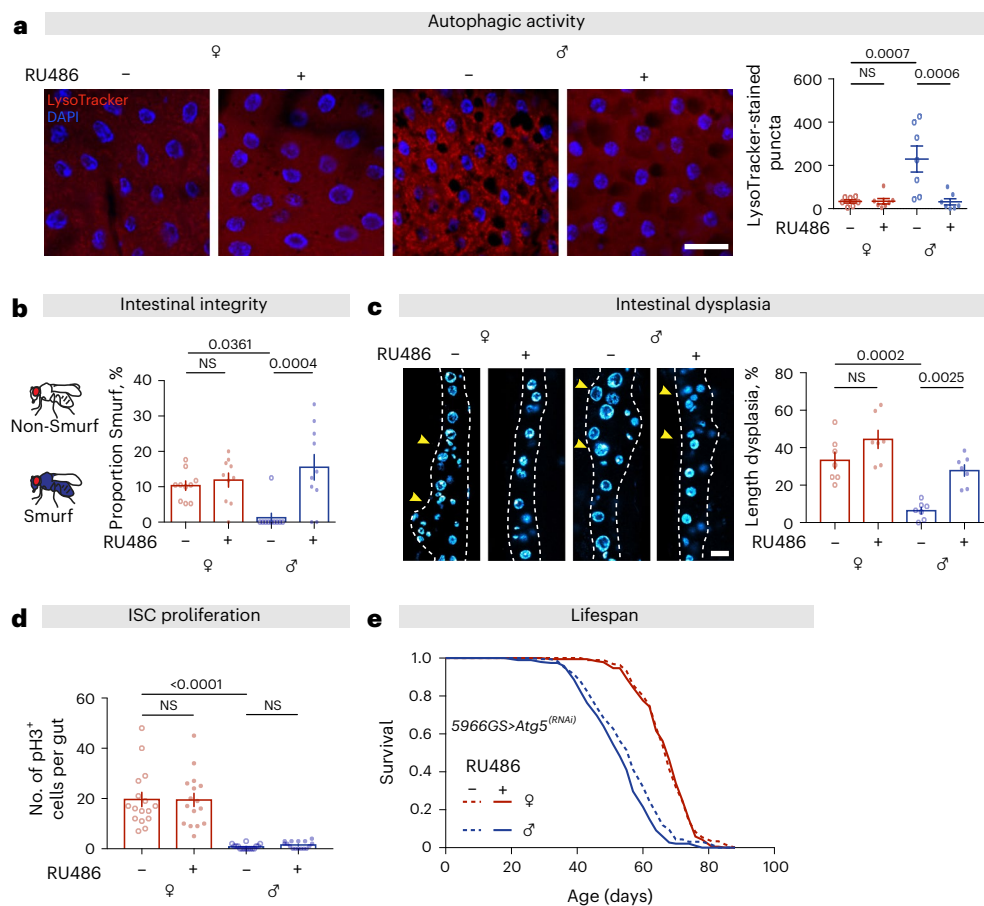 a
Autophagic activity
♀ ♂
RU486 − + − +
LysoTracker
DAPI
LysoTracker-stained
puncta
0.0007
NS 0.0006
600
400
200
0
RU486 − + − +
♀ ♂
b
Intestinal integrity
Non-Smurf
Smurf
Proportion Smurf, %
0.0361
NS 0.0004
40
30
20
10
0
RU486 − + − +
♀ ♂
c
Intestinal dysplasia
♀ ♂
RU486 − + − +
Length dysplasia, %
0.0002
NS 0.0025
80
60
40
20
0
RU486 − + − +
♀ ♂
d
ISC proliferation
No. of pH3⁺
cells per gut
<0.0001
NS NS
60
40
20
0
RU486 − + − +
♀ ♂
e
Lifespan
Survival
1.0
0.8
0.6
0.4
0.2
0
5966GS>Atg5(RNAi)
RU486
− +
♀
♂
0 20 40 60 80 100
Age (days)